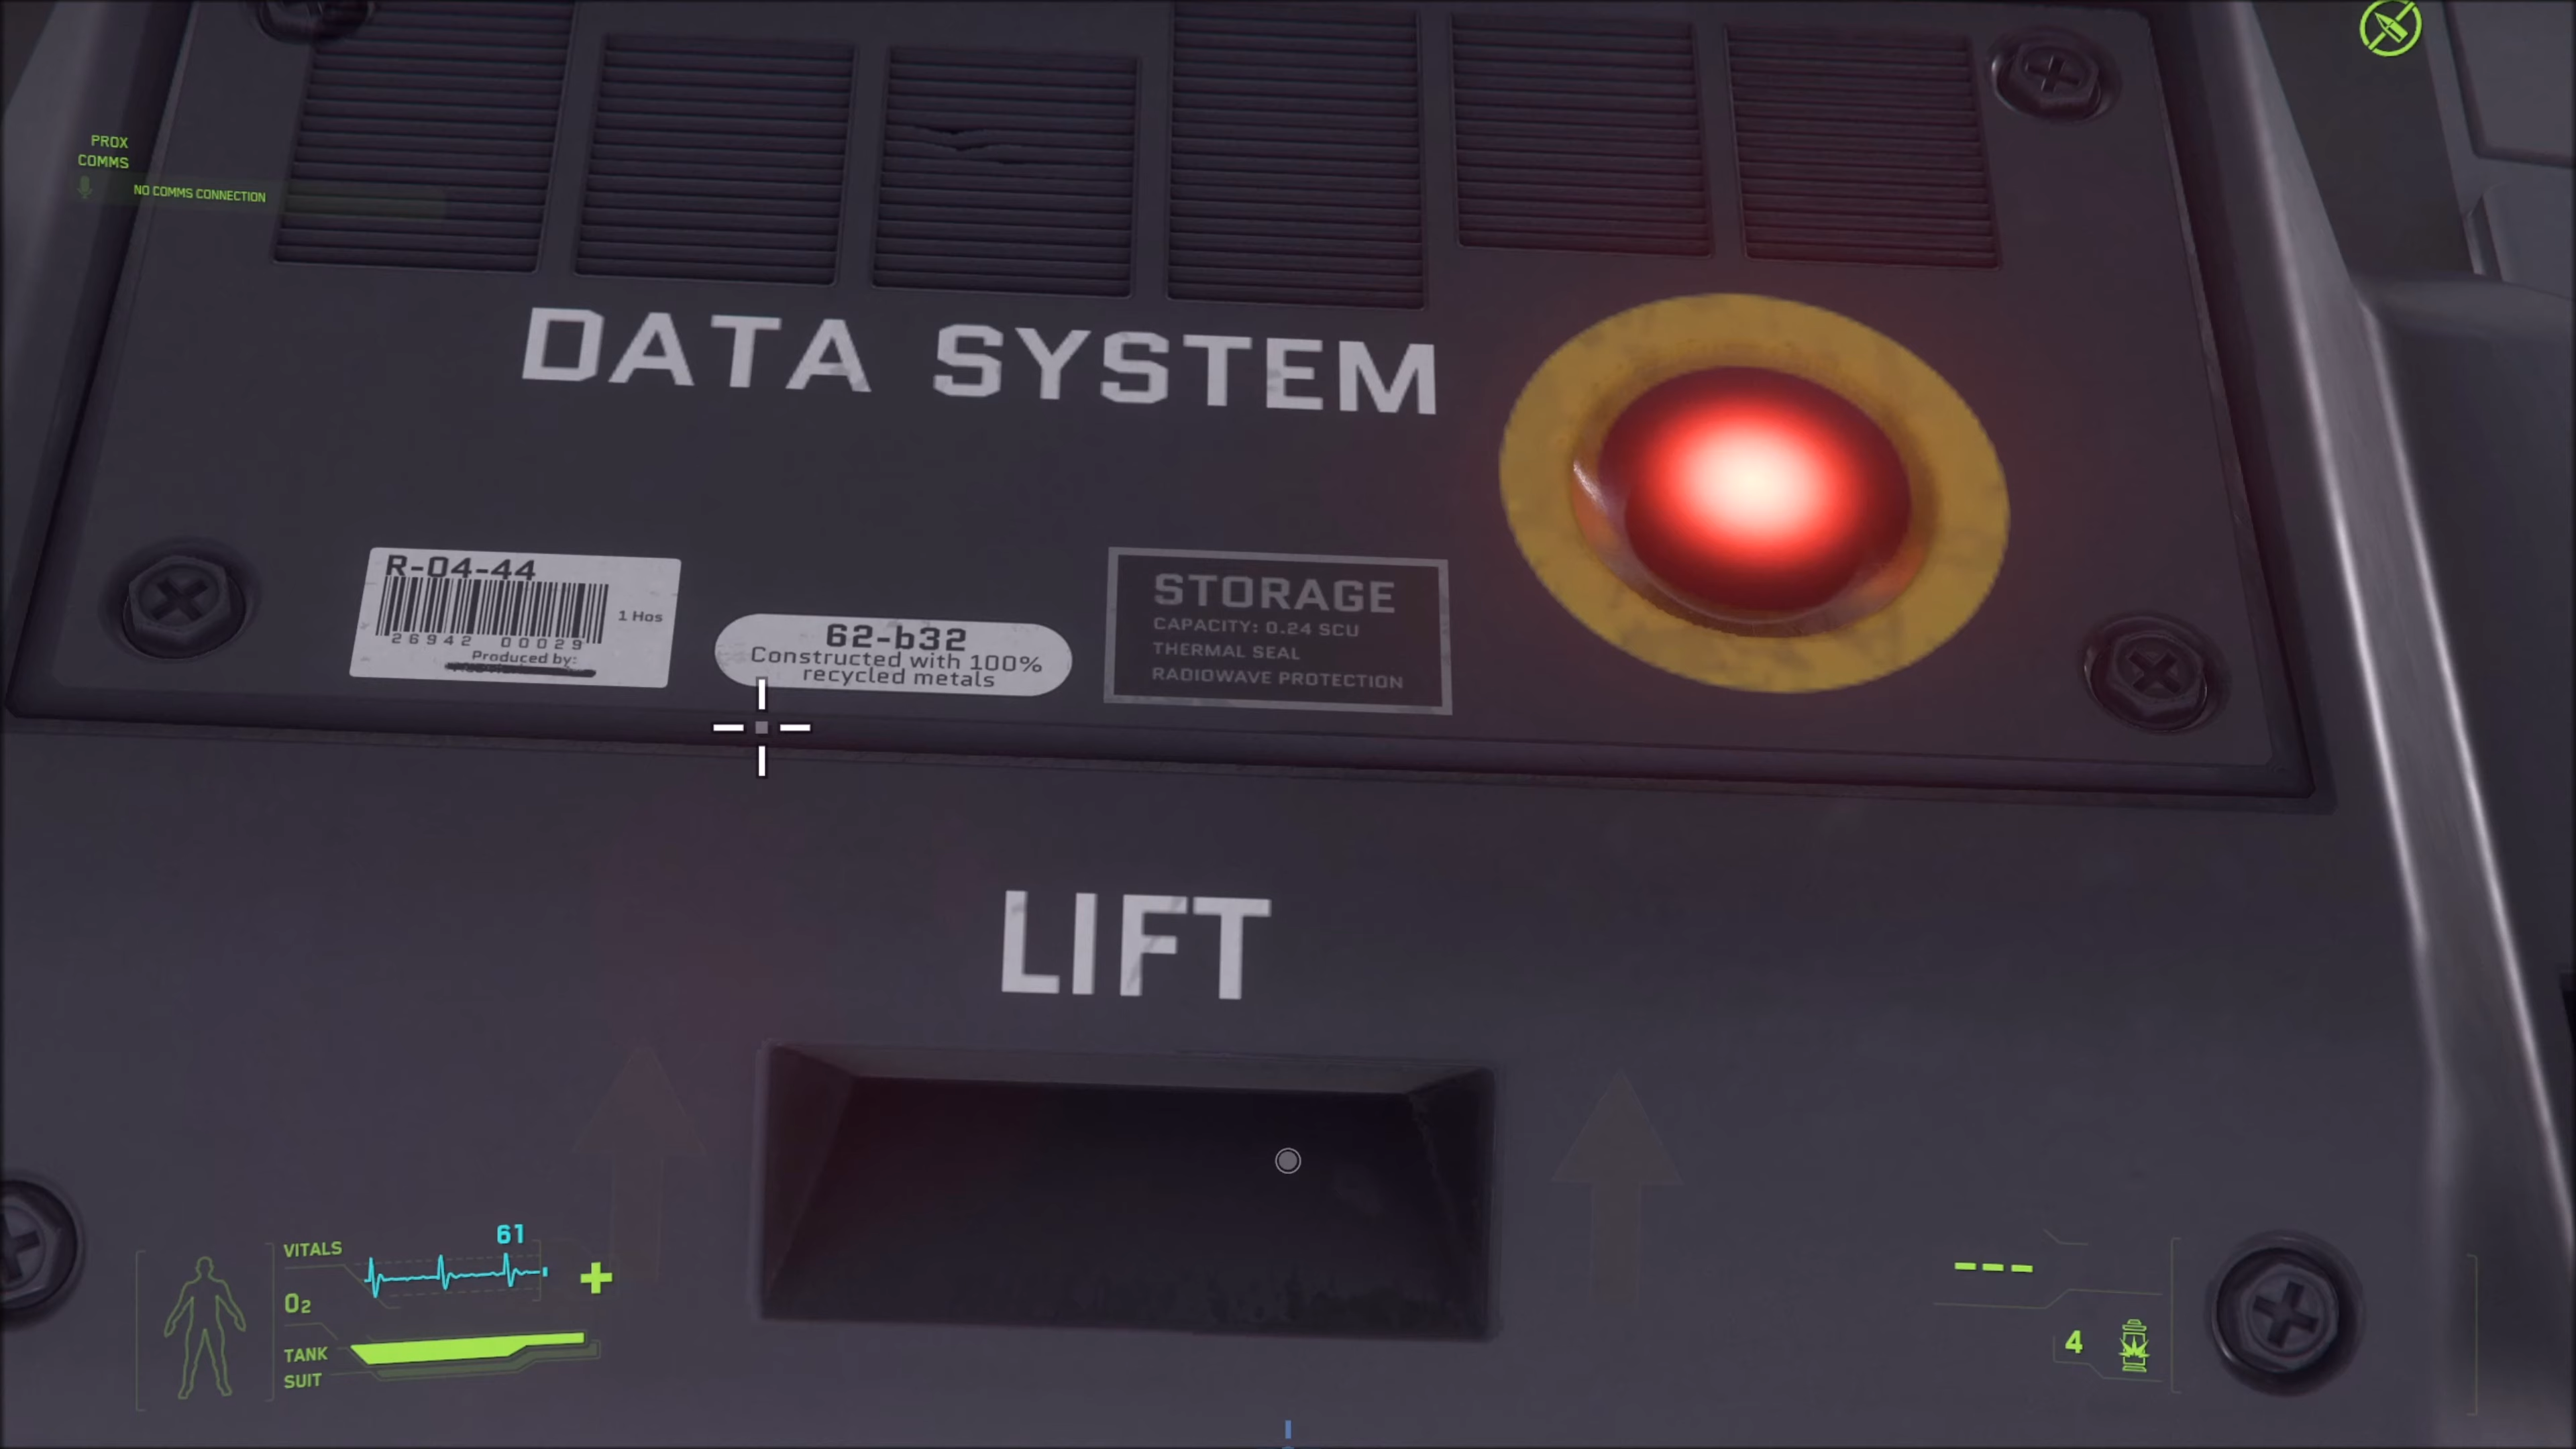 PROX
COMMS
NO COMMS CONNECTION
DATA SYSTEM
R-04-44
1 Hos
26942 00029
Produced by:
62-b32
Constructed with 100%
recycled metals
STORAGE
CAPACITY: 0.24 SCU
THERMAL SEAL
RADIOWAVE PROTECTION
LIFT
VITALS
61
O2
TANK
SUIT
---
4